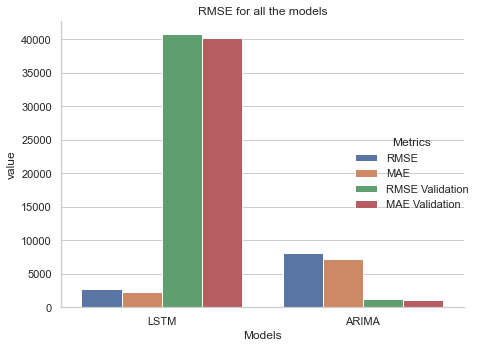 RMSE for all the models
40000
35000
30000
25000
20000
15000
10000
5000
0
value
Metrics
RMSE
MAE
RMSE Validation
MAE Validation
LSTM
ARIMA
Models